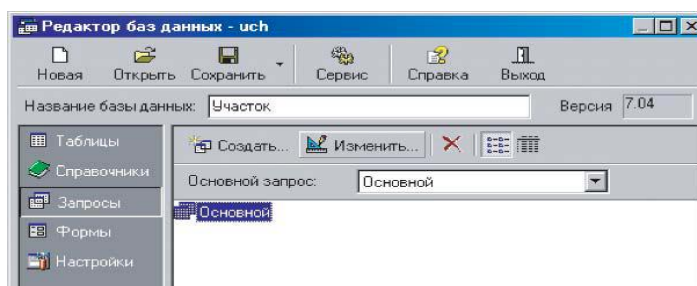 Редактор баз данных - uch
Новая Открыть Сохранить Сервис Справка Выход
Название базы данных: Участок Версия 7.04
Таблицы
Создать... Изменить...
Справочники
Основной запрос: Основной
Запросы
Основной
Формы
Настройки